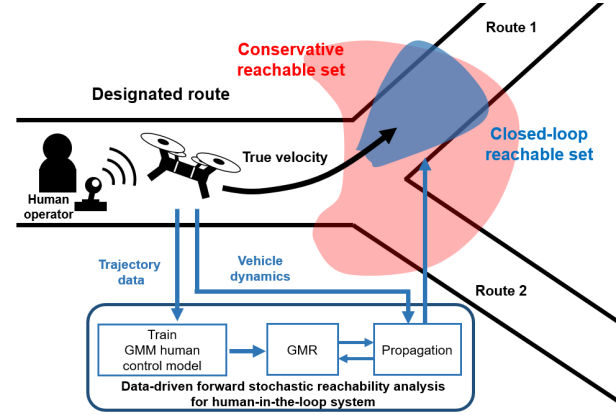 Route 1
Conservative
reachable set
Designated route
Closed-loop
reachable set
True velocity
Human
operator
Trajectory
data
Vehicle
dynamics
Route 2
Train
GMM human
control model
GMR
Propagation
Data-driven forward stochastic reachability analysis
for human-in-the-loop system